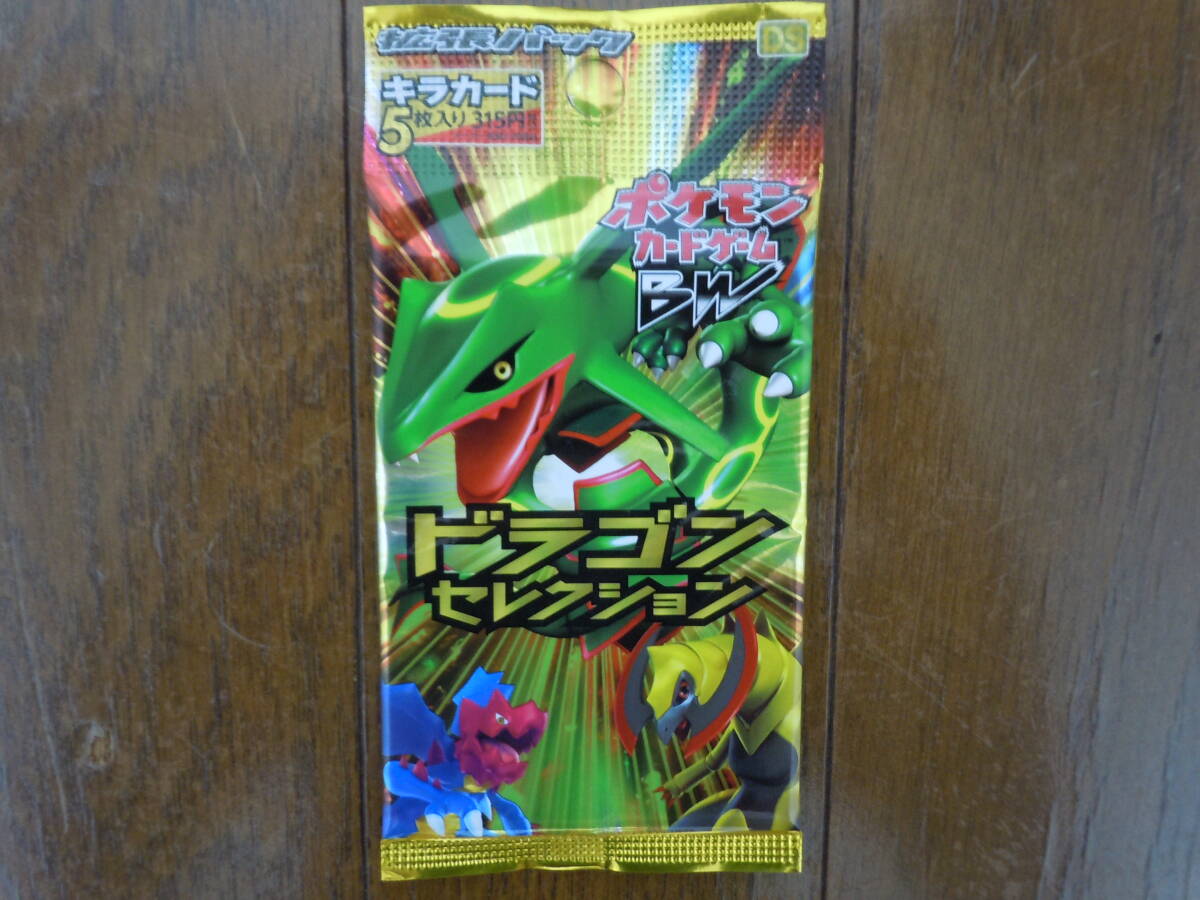 拡張パック
DS
キラカード
5枚入り 315円
ポケモン
カードゲーム
BW
ドラゴン
セレクション